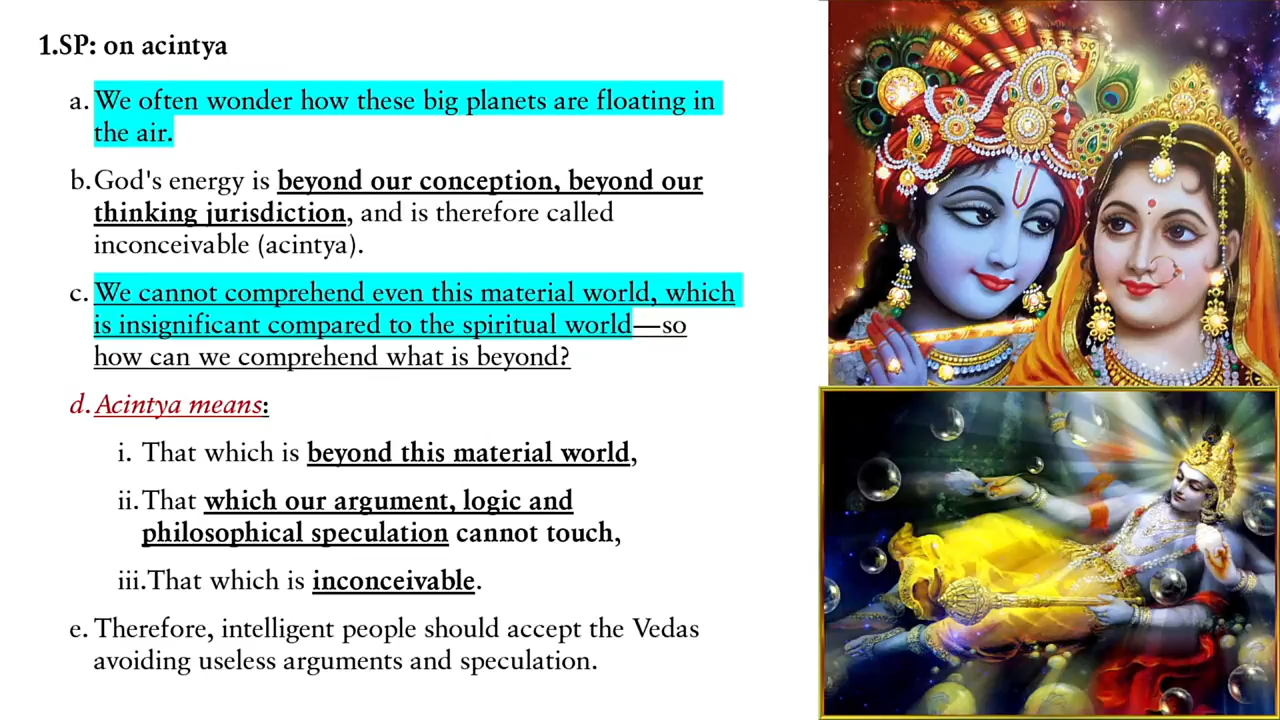 1.SP: on acintya
a. We often wonder how these big planets are floating in
the air.
b.God's energy is beyond our conception, beyond our
thinking jurisdiction, and is therefore called
inconceivable (acintya).
c. We cannot comprehend even this material world, which
is insignificant compared to the spiritual world—so
how can we comprehend what is beyond?
d. Acintya means:
i. That which is beyond this material world,
ii.That which our argument, logic and
philosophical speculation cannot touch,
iii.That which is inconceivable.
e. Therefore, intelligent people should accept the Vedas
avoiding useless arguments and speculation.